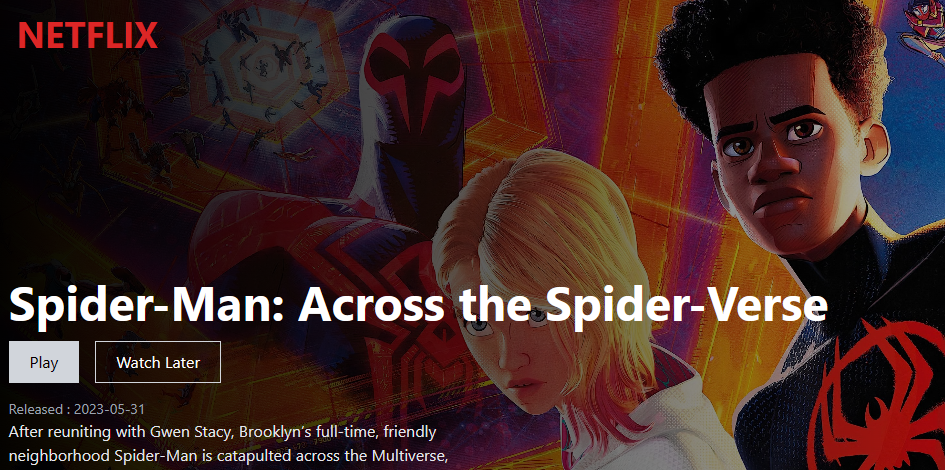 NETFLIX
Spider-Man: Across the Spider-Verse
Play
Watch Later
Released : 2023-05-31
After reuniting with Gwen Stacy, Brooklyn’s full-time, friendly
neighborhood Spider-Man is catapulted across the Multiverse,